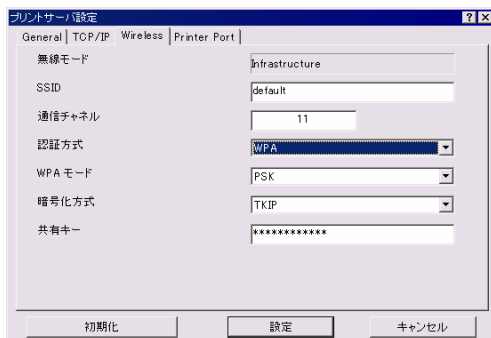 プリントサーバ設定
General TCP/IP Wireless Printer Port
無線モード Infrastructure
SSID default
通信チャネル 11
認証方式 WPA
WPA モード PSK
暗号化方式 TKIP
共有キー ************
初期化 設定 キャンセル